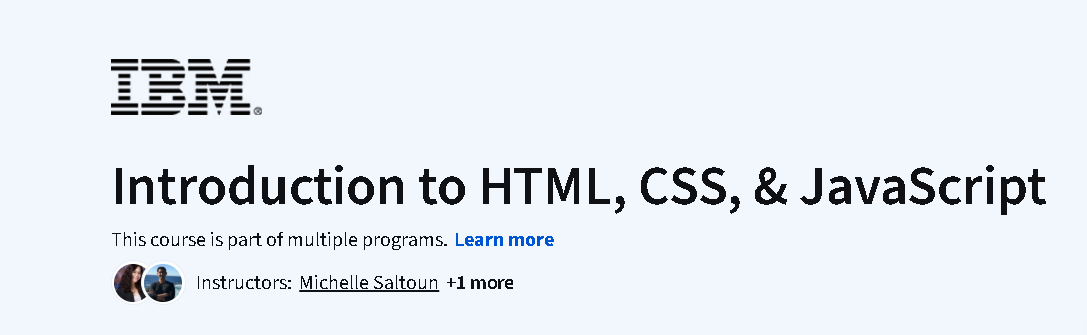 IBM®
Introduction to HTML, CSS, & JavaScript
This course is part of multiple programs. Learn more
Instructors: Michelle Saltoun +1 more